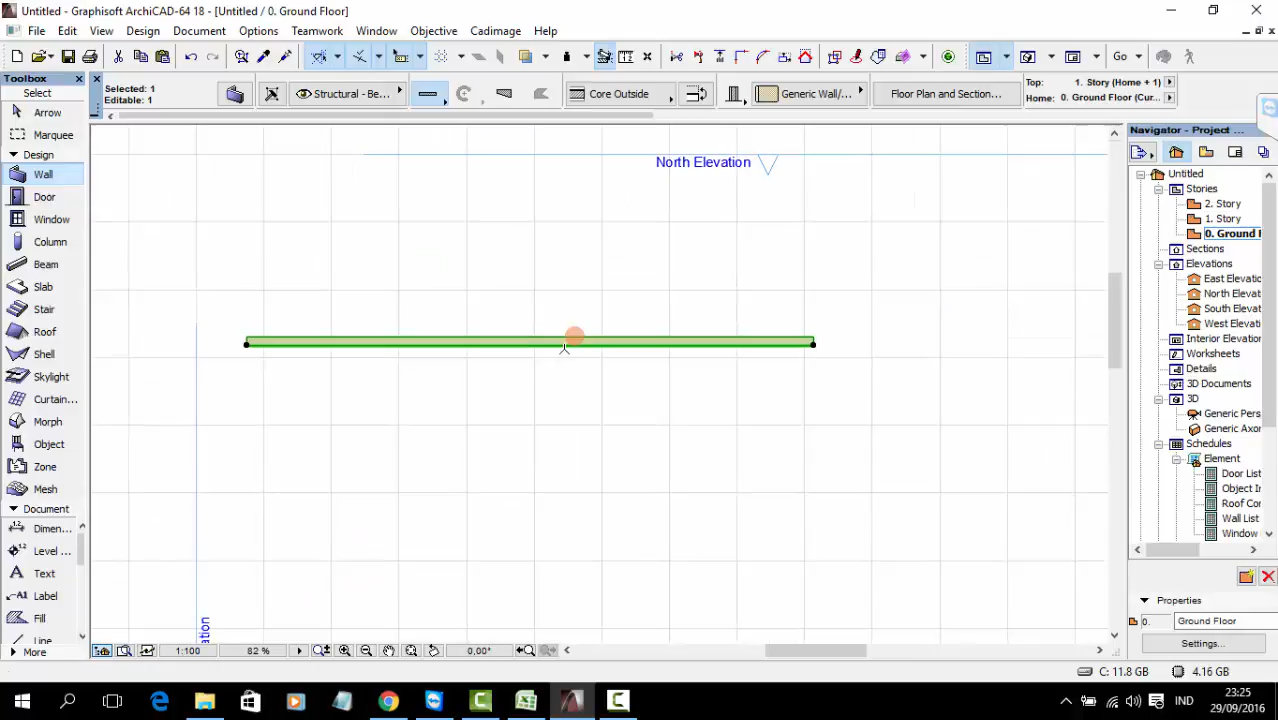 Untitled - Graphisoft ArchiCAD-64 18 - [Untitled / 0. Ground Floor]
File Edit View Design Document Options Teamwork Window Objective Cadimage Help
Go
Toolbox
Select
Arrow
Marquee
Design
Wall
Door
Window
Column
Beam
Slab
Stair
Roof
Shell
Skylight
Curtain...
Morph
Object
Zone
Mesh
Document
Dimen...
Level ...
Text
Label
Fill
Line
More
Selected: 1
Editable: 1
Structural - Be...
Core Outside
Generic Wall/...
Floor Plan and Section...
Top: 1. Story (Home + 1)
Home: 0. Ground Floor (Cur...
North Elevation
ation
1:100
82 %
0,00°
Navigator - Project ...
Untitled
Stories
2. Story
1. Story
0. Ground F
Sections
Elevations
East Elevatio
North Elevat
South Elevat
West Elevati
Interior Elevation
Worksheets
Details
3D Documents
3D
Generic Pers
Generic Axon
Schedules
Element
Door List
Object In
Roof Cor
Wall List
Window
Properties
0. Ground Floor
Settings...
C: 11.8 GB
4.16 GB
IND
23:25
29/09/2016